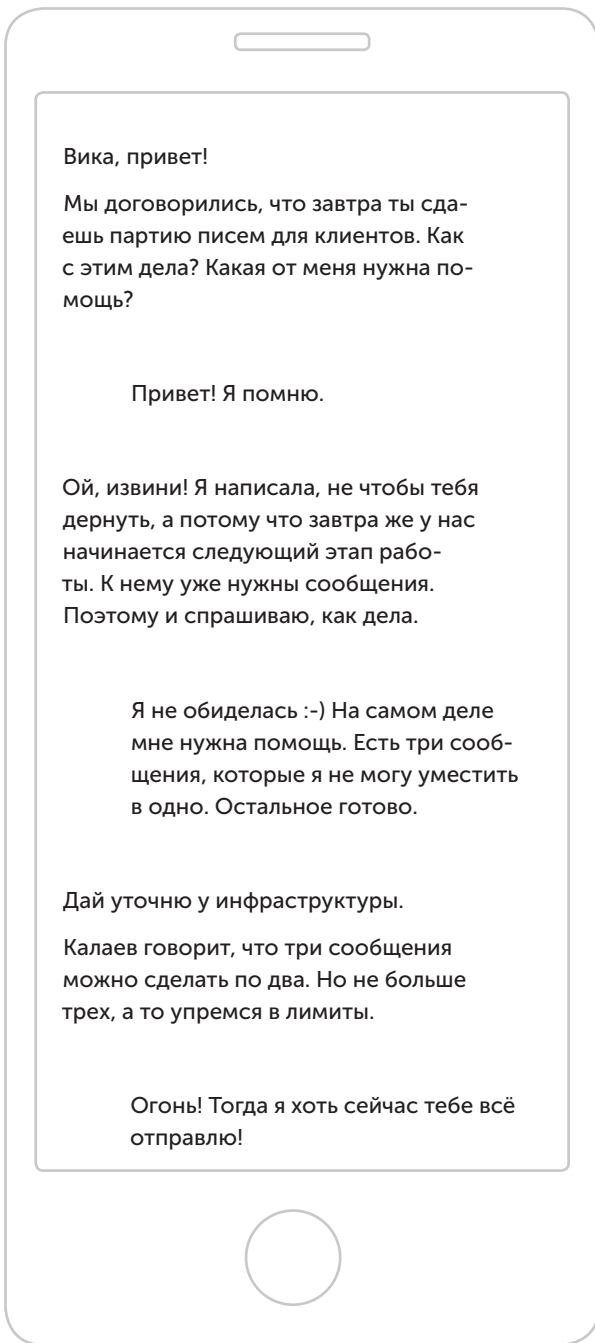 Вика, привет!
Мы договорились, что завтра ты сда-
ешь партию писем для клиентов. Как
с этим дела? Какая от меня нужна по-
мощь?
Привет! Я помню.
Ой, извини! Я написала, не чтобы тебя
дернуть, а потому что завтра же у нас
начинается следующий этап рабо-
ты. К нему уже нужны сообщения.
Поэтому и спрашиваю, как дела.
Я не обиделась :-) На самом деле
мне нужна помощь. Есть три сооб-
щения, которые я не могу уместить
в одно. Остальное готово.
Дай уточню у инфраструктуры.
Калаев говорит, что три сообщения
можно сделать по два. Но не больше
трех, а то упремся в лимиты.
Огонь! Тогда я хоть сейчас тебе всё
отправлю!